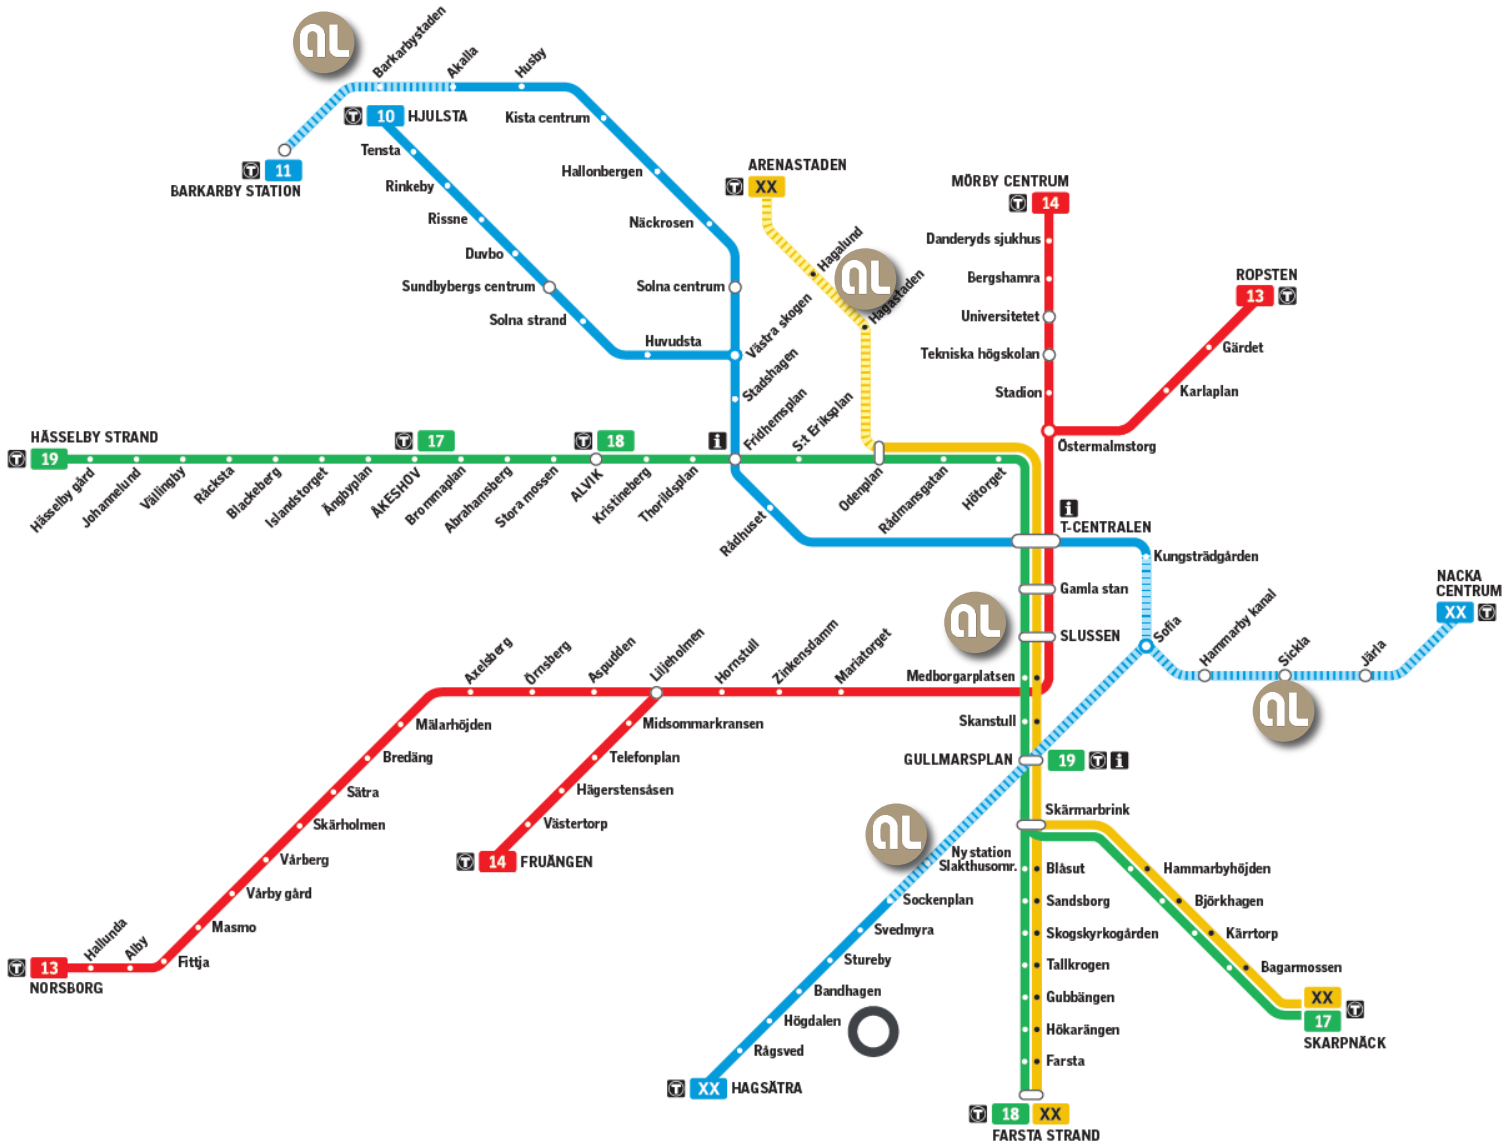 Barkarbystaden
Akalla
Husby
aL
10 HJULSTA
Kista centrum
11
BARKARBY STATION
Tensta
Rinkeby
Rissne
Duvbo
Sundbybergs centrum
Solna strand
Huvudsta
Hallonbergen
Näckrosen
Solna centrum
Västra skogen
Stadshagen
Fridhemsplan
S:t Eriksplan
ARENASTADEN
XX
Hagalund
aL
Hagastaden
MÖRBY CENTRUM
14
Danderyds sjukhus
Bergshamra
Universitetet
Tekniska högskolan
Stadion
ROPSTEN
13
Gärdet
Karlaplan
Östermalmstorg
HÄSSELBY STRAND
19
17
18
i
Hässelby gård
Johannelund
Vällingby
Råcksta
Blackeberg
Islandstorget
Ängbyplan
ÅKESHOV
Brommaplan
Abrahamsberg
Stora mossen
ALVIK
Kristineberg
Thorildsplan
Rådhuset
Odenplan
Rådmansgatan
Hötorget
i
T-CENTRALEN
Kungsträdgården
Gamla stan
aL
SLUSSEN
Sofia
Hammarby kanal
Sickla
aL
Järla
NACKA
CENTRUM
XX
Axelsberg
Örnsberg
Aspudden
Liljeholmen
Hornstull
Zinkensdamm
Mariatorget
Medborgarplatsen
Skanstull
GULLMARSPLAN
19
i
Mälarhöjden
Bredäng
Sätra
Skärholmen
Vårberg
Vårby gård
Masmo
Fittja
Alby
Hallunda
13
NORSBORG
Midsommarkransen
Telefonplan
Hägerstensåsen
Västertorp
14 FRUÄNGEN
Skärmarbrink
aL
Ny station
Slakthusomr.
Sockenplan
Svedmyra
Stureby
Bandhagen
Högdalen
Rågsved
XX HAGSÄTRA
Blåsut
Sandsborg
Skogskyrkogården
Tallkrogen
Gubbängen
Hökarängen
Farsta
18 XX
FARSTA STRAND
Hammarbyhöjden
Björkhagen
Kärrtorp
Bagarmossen
XX
17
SKARPNÄCK